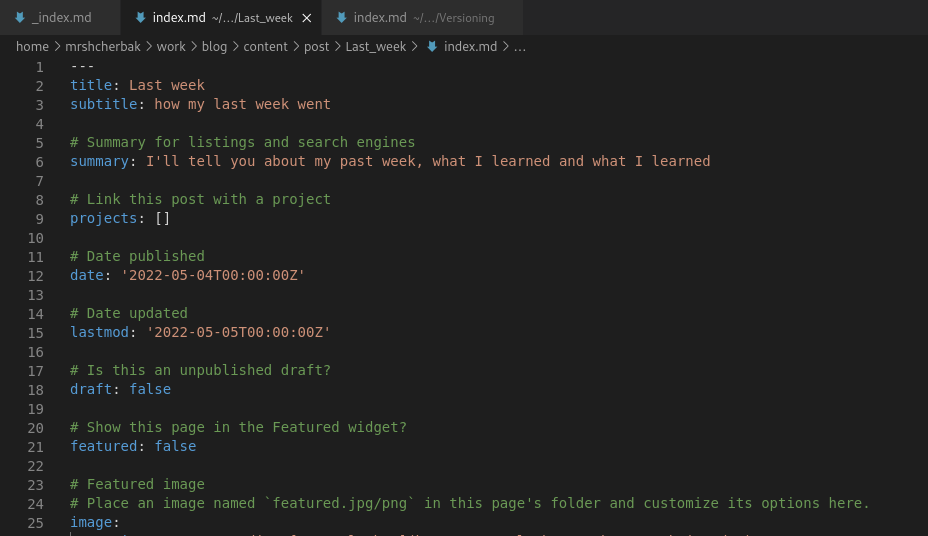 _index.md index.md ~/.../Last_week index.md ~/.../Versioning
home > mrshcherbak > work > blog > content > post > Last_week > index.md > ...
1 ---
2 title: Last week
3 subtitle: how my last week went
4
5 # Summary for listings and search engines
6 summary: I'll tell you about my past week, what I learned and what I learned
7
8 # Link this post with a project
9 projects: []
10
11 # Date published
12 date: '2022-05-04T00:00:00Z'
13
14 # Date updated
15 lastmod: '2022-05-05T00:00:00Z'
16
17 # Is this an unpublished draft?
18 draft: false
19
20 # Show this page in the Featured widget?
21 featured: false
22
23 # Featured image
24 # Place an image named `featured.jpg/png` in this page's folder and customize its options here.
25 image: